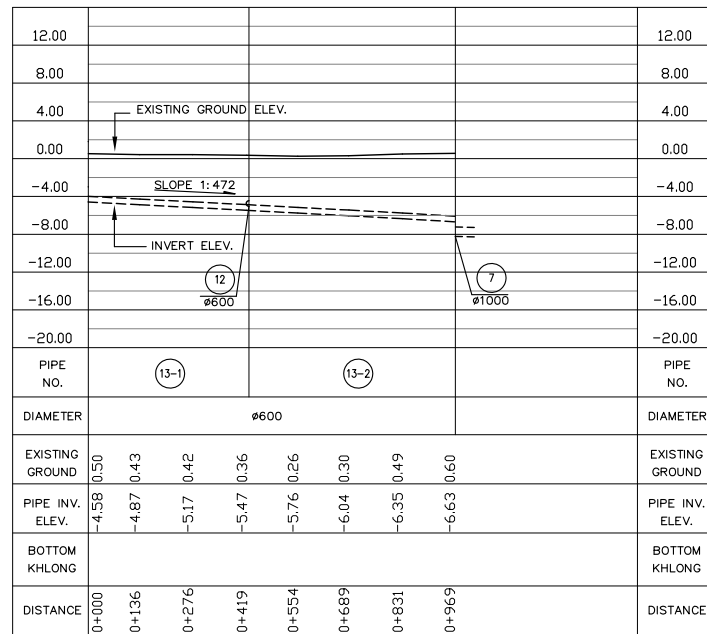 12.00 12.00
8.00 8.00
4.00 EXISTING GROUND ELEV. 4.00
0.00 0.00
-4.00 SLOPE 1:472 -4.00
-8.00 INVERT ELEV. -8.00
-12.00 12 7 -12.00
-16.00 ø600 ø1000 -16.00
-20.00 -20.00
PIPE NO. 13-1 13-2 PIPE NO.
DIAMETER ø600 DIAMETER
EXISTING GROUND 0.50 0.43 0.42 0.36 0.26 0.30 0.49 0.60 EXISTING GROUND
PIPE INV. ELEV. -4.58 -4.87 -5.17 -5.47 -5.76 -6.04 -6.35 -6.63 PIPE INV. ELEV.
BOTTOM KHLONG BOTTOM KHLONG
DISTANCE 0+000 0+136 0+276 0+419 0+554 0+689 0+831 0+969 DISTANCE